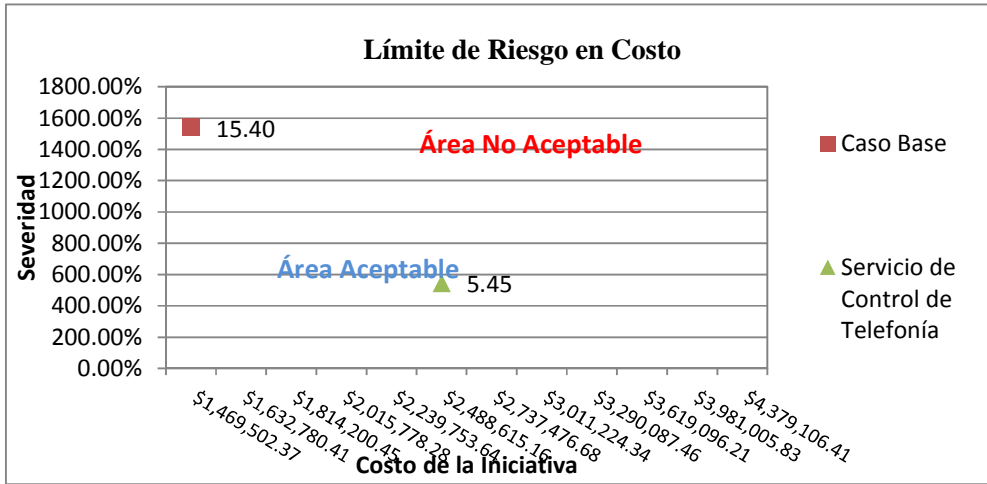 Límite de Riesgo en Costo
Severidad
1800.00%
1600.00%
1400.00%
1200.00%
1000.00%
800.00%
600.00%
400.00%
200.00%
0.00%
15.40
Área No Aceptable
Área Aceptable
5.45
Caso Base
Servicio de
Control de
Telefonía
$1,469,502.37
$1,632,780.41
$1,814,200.45
$2,015,778.28
$2,239,753.64
$2,488,615.16
$2,737,476.68
$3,011,224.34
$3,290,087.46
$3,619,096.21
$3,981,005.83
$4,379,106.41
Costo de la Iniciativa